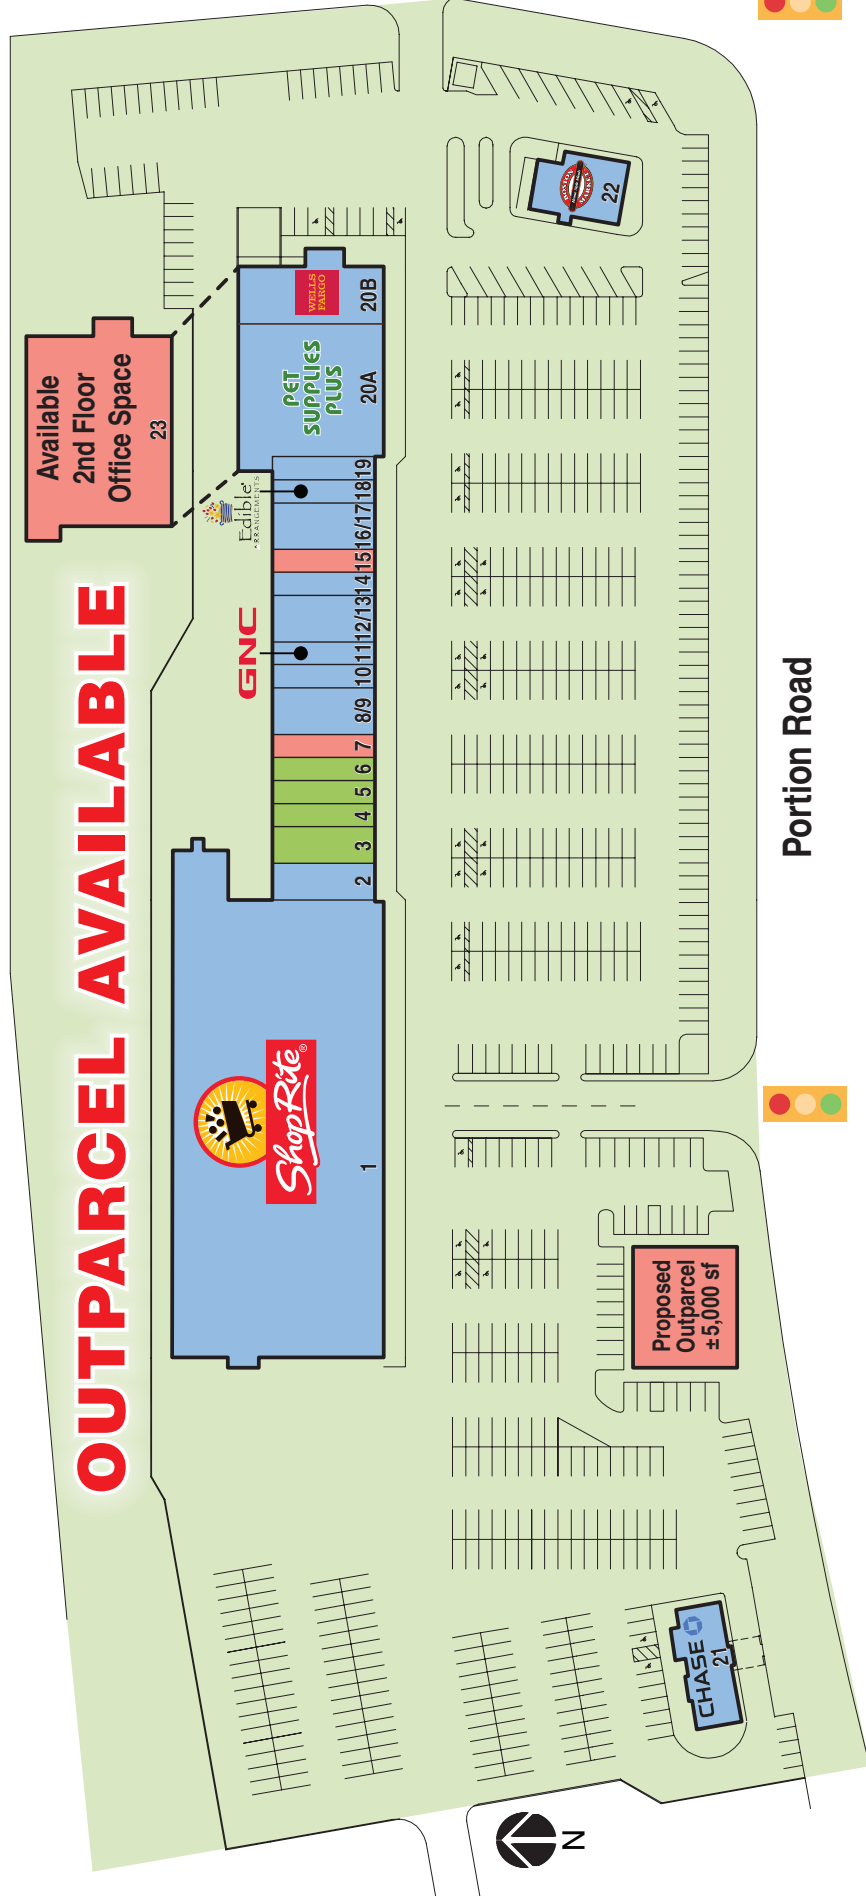 OUTPARCEL AVAILABLE
Available
2nd Floor
Office Space
23
ShopRite®
1
2
3
4
5
6
7
8/9
10
11
12/13
14
15
16/17
18
19
GNC
Edible®
ARRANGEMENTS
PET
SUPPLIES
PLUS
20A
WELLS
FARGO
20B
CHASE
21
Proposed
Outparcel
±5,000 sf
BOSTON
MARKET
22
Portion Road
N